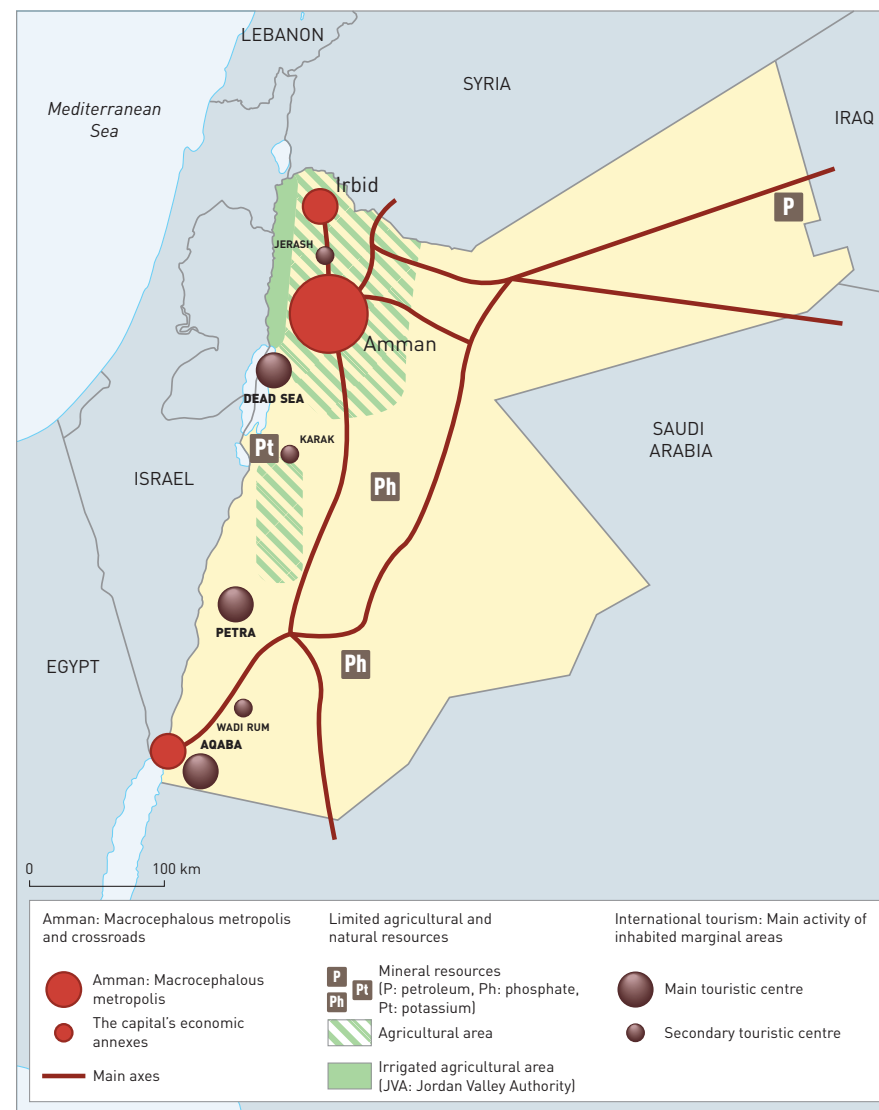 LEBANON
SYRIA
Mediterranean
Sea
IRAQ
Irbid
P
JERASH
Amman
DEAD SEA
SAUDI
ARABIA
Pt
KARAK
ISRAEL
Ph
PETRA
Ph
EGYPT
WADI RUM
AQABA
0
100 km
Amman: Macrocephalous metropolis
and crossroads
Amman: Macrocephalous
metropolis
The capital's economic
annexes
Main axes
Limited agricultural and
natural resources
P
Pt
Ph
Mineral resources
(P: petroleum, Ph: phosphate,
Pt: potassium)
Agricultural area
Irrigated agricultural area
(JVA: Jordan Valley Authority)
International tourism: Main activity of
inhabited marginal areas
Main touristic centre
Secondary touristic centre